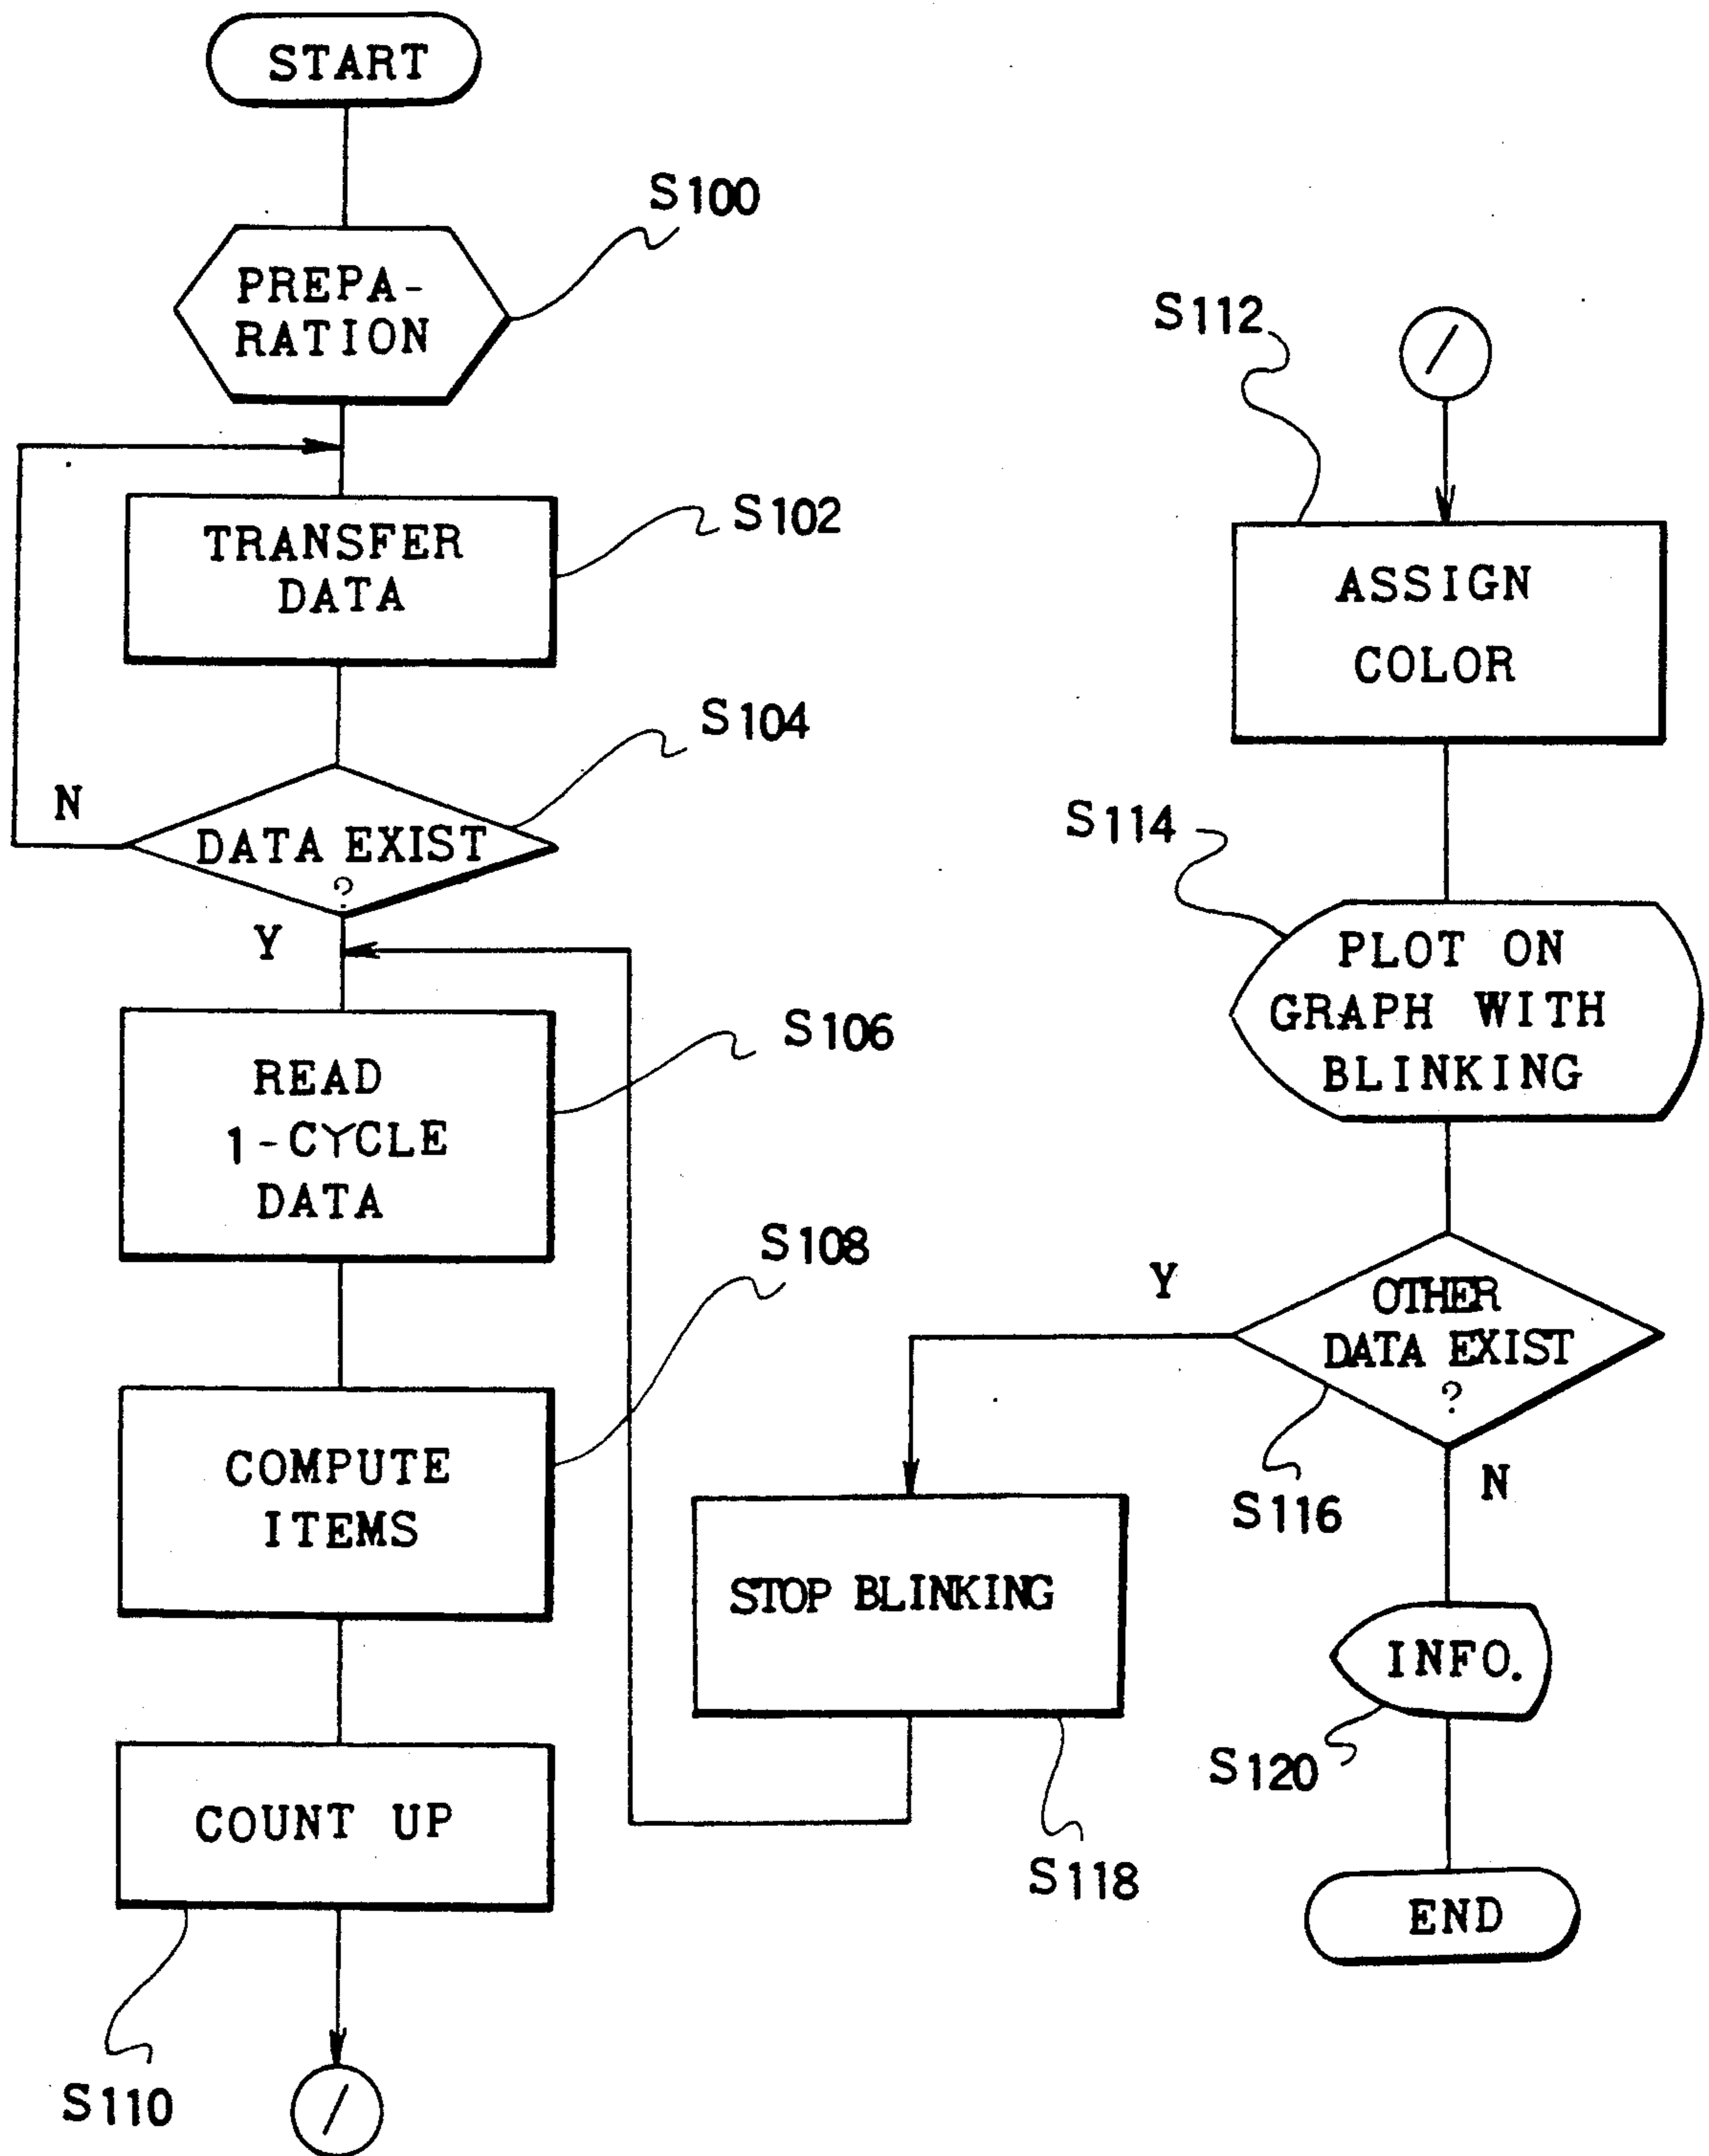 START
S100
PREPA-
RATION
S102
TRANSFER
DATA
S104
N
DATA EXIST
?
Y
S106
READ
1-CYCLE
DATA
S108
COMPUTE
ITEMS
COUNT UP
S110
/
/
S112
ASSIGN
COLOR
S114
PLOT ON
GRAPH WITH
BLINKING
Y
OTHER
DATA EXIST
?
S116
N
STOP BLINKING
S118
INFO.
S120
END